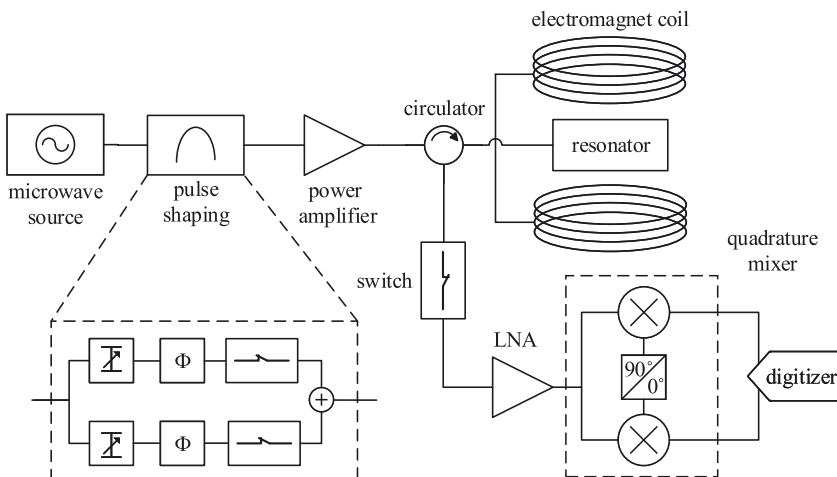 electromagnet coil
circulator
resonator
microwave
source
pulse
shaping
power
amplifier
switch
quadrature
mixer
LNA
Φ
Φ
90°
0°
digitizer